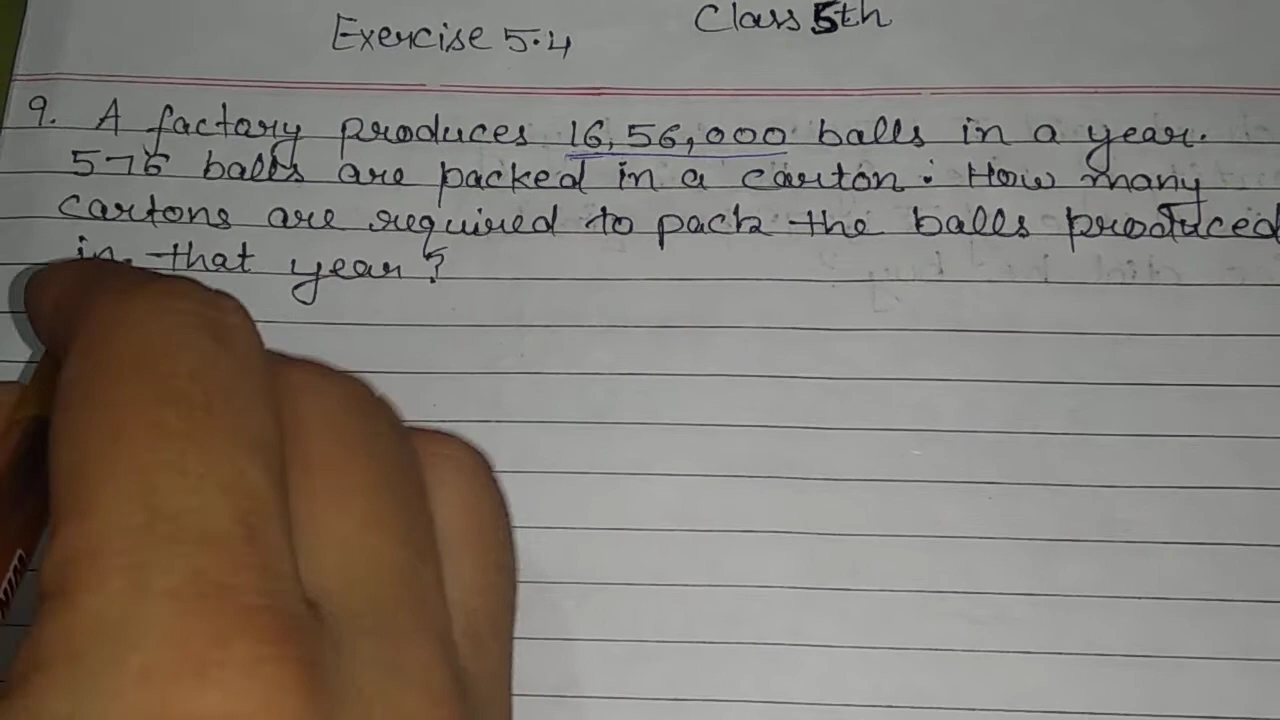 Exercise 5.4
Class 5th
9. A factory produces 16,56,000 balls in a year.
576 balls are packed in a carton. How many
cartons are required to pack the balls produced
in that year?